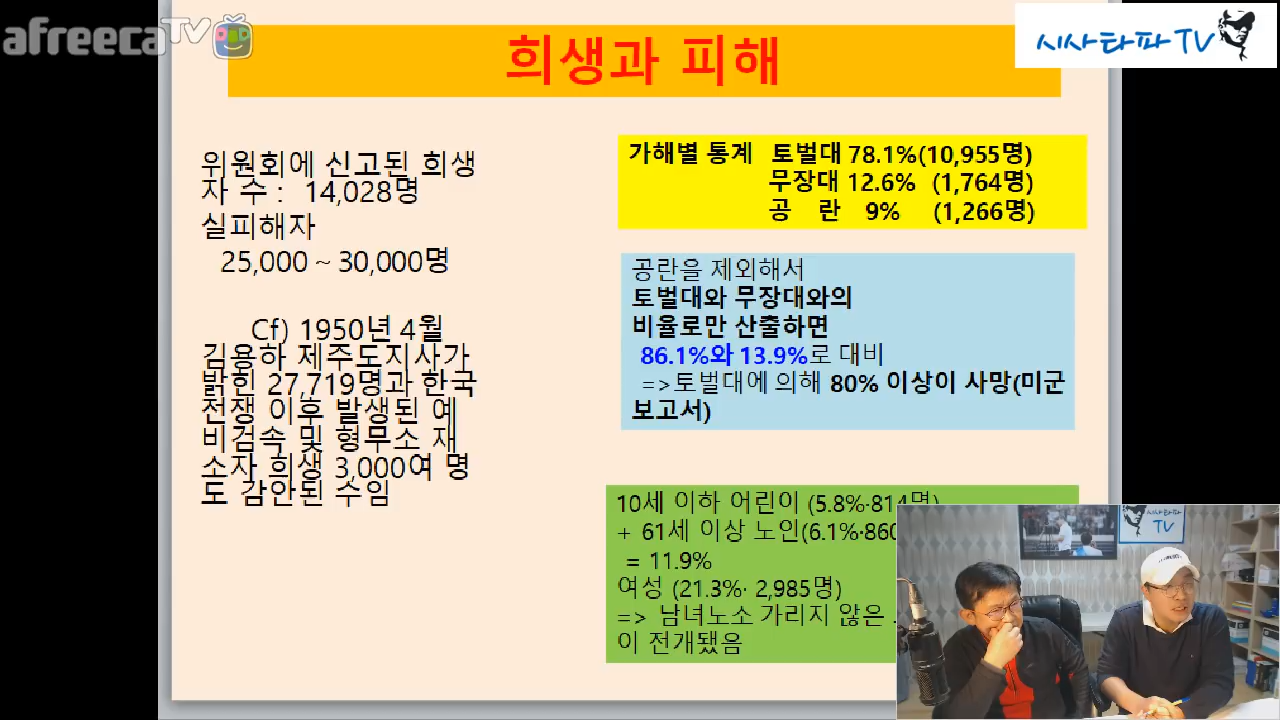 afreecaTV
시사타파TV
희생과 피해
위원회에 신고된 희생
자 수 : 14,028명
실피해자
25,000 ~ 30,000명
Cf) 1950년 4월
김용하 제주도지사가
밝힌 27,719명과 한국
전쟁 이후 발생된 예
비검속 및 형무소 재
소자 희생 3,000여 명
도 감안된 수임
가해별 통계 토벌대 78.1%(10,955명)
무장대 12.6% (1,764명)
공 란 9% (1,266명)
공란을 제외해서
토벌대와 무장대와의
비율로만 산출하면
86.1%와 13.9%로 대비
=>토벌대에 의해 80% 이상이 사망(미군
보고서)
10세 이하 어린이 (5.8%·814명)
+ 61세 이상 노인(6.1%·860
= 11.9%
여성 (21.3%· 2,985명)
=> 남녀노소 가리지 않은
이 전개됐음
시사타파
TV